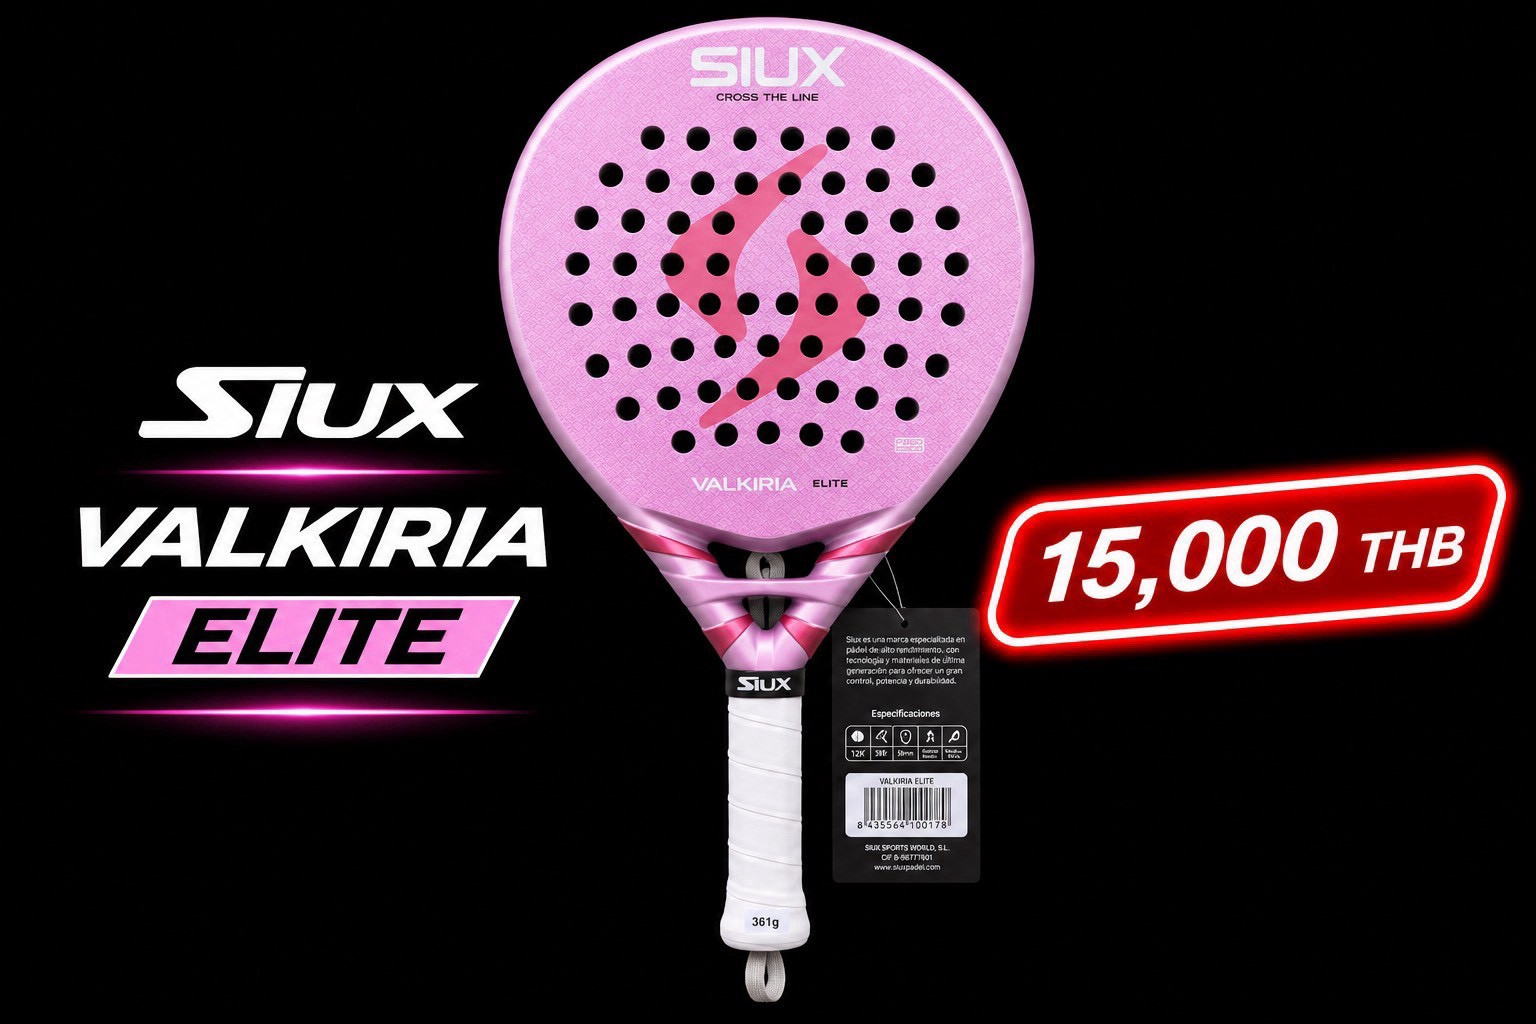 SIUX
CROSS THE LINE
VALKIRIA ELITE
SIUX
VALKIRIA
ELITE
15,000 THB
SIUX
361g
Siux es una marca especialitada en
pádel de alto rendimiento, con
tecnología y materiales de última
generación para ofrecer un gran
control, potencia y durabilidad.
Especificaciones
12K
VALKIRIA ELITE
8 435564 100178
SIUX SPORTS WORLD, S.L.
www.siuxpadel.com